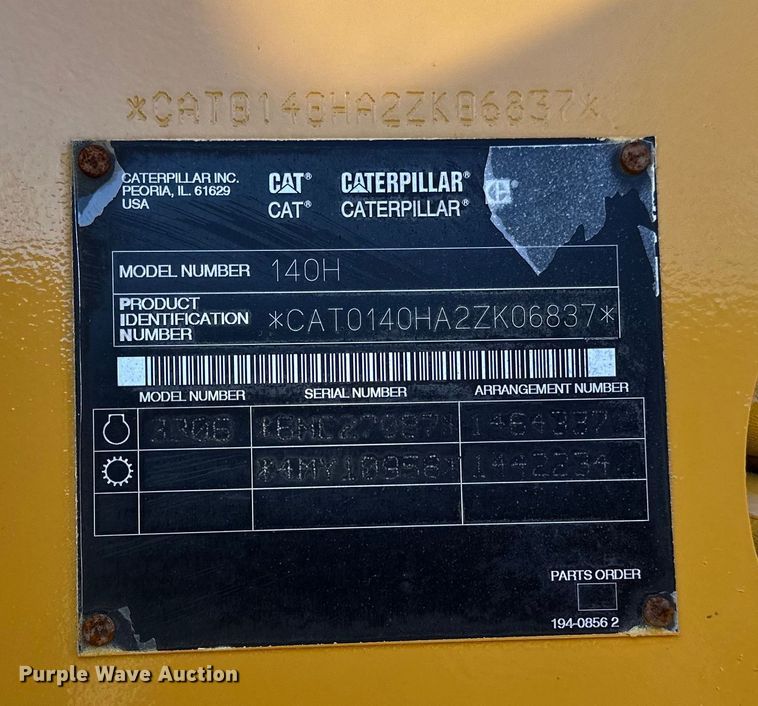 *CAT0140HA2ZK06837*
CATERPILLAR INC.
PEORIA, IL. 61629
USA
CAT® CATERPILLAR®
CAT® CATERPILLAR®
MODEL NUMBER 140H
PRODUCT
IDENTIFICATION
NUMBER
*CAT0140HA2ZK06837*
MODEL NUMBER SERIAL NUMBER ARRANGEMENT NUMBER
3306 1464397
1442234
PARTS ORDER
194-0856 2
Purple Wave Auction